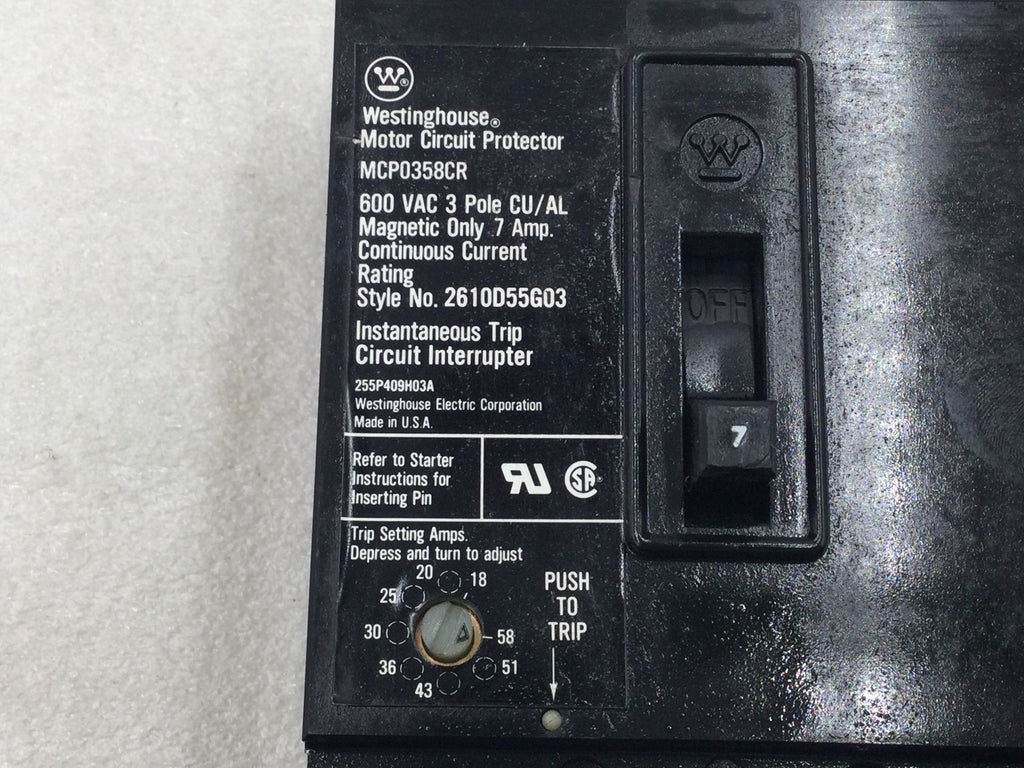 W®
Westinghouse®
Motor Circuit Protector
MCP0358CR
600 VAC 3 Pole CU/AL
Magnetic Only 7 Amp.
Continuous Current
Rating
Style No. 2610D55G03
Instantaneous Trip
Circuit Interrupter
255P409H03A
Westinghouse Electric Corporation
Made in U.S.A.
Refer to Starter
Instructions for
Inserting Pin
RU
SA®
Trip Setting Amps.
Depress and turn to adjust
20 18
25
30 58
36 51
43
PUSH
TO
TRIP
W
OFF
7